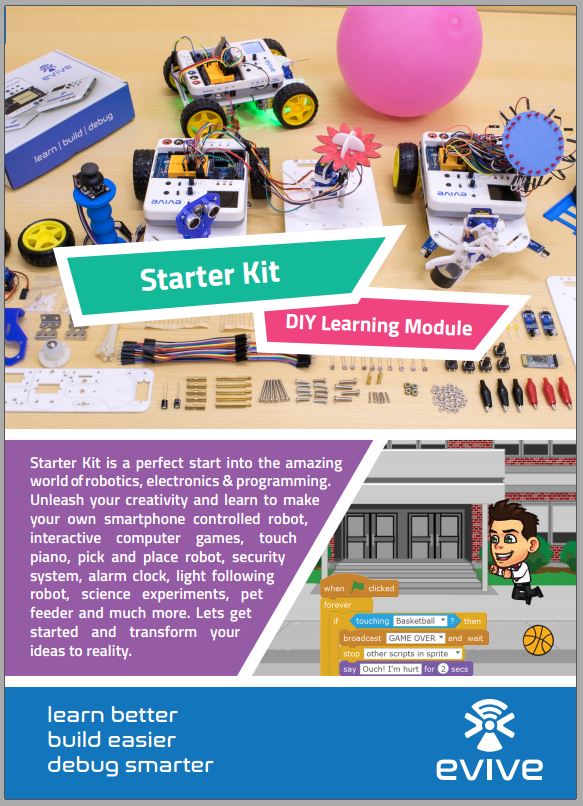 evive
learn | build | debug
evive
Starter Kit
DIY Learning Module
Starter Kit is a perfect start into the amazing
world of robotics, electronics & programming.
Unleash your creativity and learn to make
your own smartphone controlled robot,
interactive computer games, touch
piano, pick and place robot, security
system, alarm clock, light following
robot, science experiments, pet
feeder and much more. Lets get
started and transform your
ideas to reality.
when clicked
forever
if touching Basketball ? then
broadcast GAME OVER and wait
stop other scripts in sprite
say Ouch! I'm hurt for 2 secs
learn better
build easier
debug smarter
evive